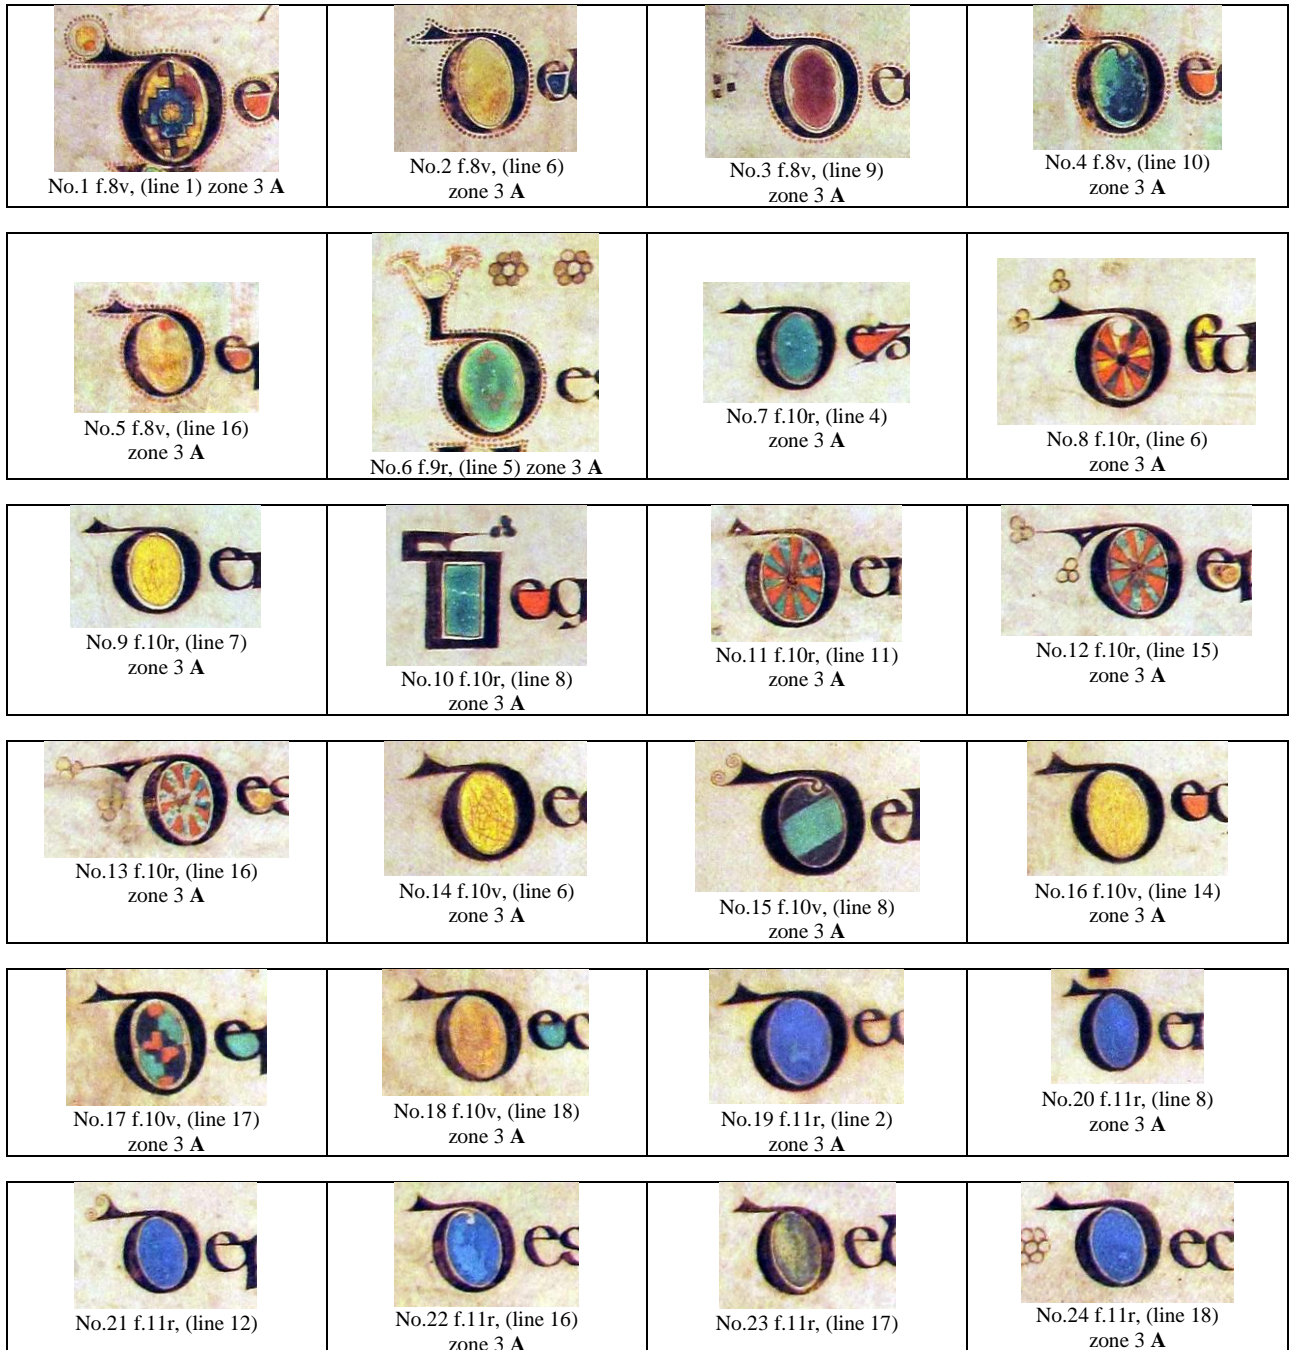 No.1 f.8v, (line 1) zone 3 A
No.2 f.8v, (line 6)
zone 3 A
No.3 f.8v, (line 9)
zone 3 A
No.4 f.8v, (line 10)
zone 3 A
No.5 f.8v, (line 16)
zone 3 A
No.6 f.9r, (line 5) zone 3 A
No.7 f.10r, (line 4)
zone 3 A
No.8 f.10r, (line 6)
zone 3 A
No.9 f.10r, (line 7)
zone 3 A
No.10 f.10r, (line 8)
zone 3 A
No.11 f.10r, (line 11)
zone 3 A
No.12 f.10r, (line 15)
zone 3 A
No.13 f.10r, (line 16)
zone 3 A
No.14 f.10v, (line 6)
zone 3 A
No.15 f.10v, (line 8)
zone 3 A
No.16 f.10v, (line 14)
zone 3 A
No.17 f.10v, (line 17)
zone 3 A
No.18 f.10v, (line 18)
zone 3 A
No.19 f.11r, (line 2)
zone 3 A
No.20 f.11r, (line 8)
zone 3 A
No.21 f.11r, (line 12)
No.22 f.11r, (line 16)
zone 3 A
No.23 f.11r, (line 17)
No.24 f.11r, (line 18)
zone 3 A